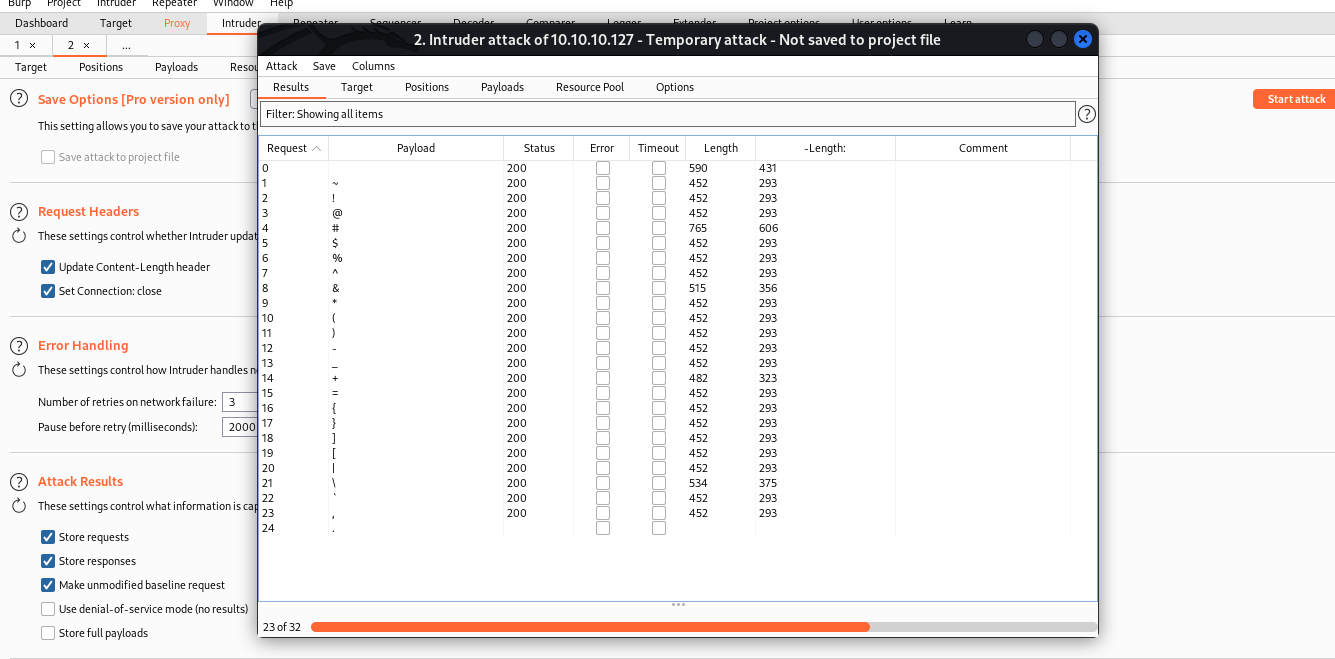 Burp Project Intruder Repeater Window Help
Dashboard Target Proxy Intruder Repeater Sequencer Decoder Comparer Logger Extender Project options User options Learn
1 × 2 × ...
Target Positions Payloads Resou
Save Options [Pro version only]
This setting allows you to save your attack to t
Save attack to project file
Start attack
Request Headers
These settings control whether Intruder updat
Update Content-Length header
Set Connection: close
Error Handling
These settings control how Intruder handles n
Number of retries on network failure: 3
Pause before retry (milliseconds): 2000
Attack Results
These settings control what information is cap
Store requests
Store responses
Make unmodified baseline request
Use denial-of-service mode (no results)
Store full payloads
2. Intruder attack of 10.10.10.127 - Temporary attack - Not saved to project file
Attack Save Columns
Results Target Positions Payloads Resource Pool Options
Filter: Showing all items
Request Payload Status Error Timeout Length -Length: Comment
0 200 590 431
1 ~ 200 452 293
2 ! 200 452 293
3 @ 200 452 293
4 # 200 765 606
5 $ 200 452 293
6 % 200 452 293
7 ^ 200 452 293
8 & 200 515 356
9 * 200 452 293
10 ( 200 452 293
11 ) 200 452 293
12 - 200 452 293
13 _ 200 452 293
14 + 200 482 323
15 = 200 452 293
16 { 200 452 293
17 } 200 452 293
18 ] 200 452 293
19 [ 200 452 293
20 | 200 452 293
21 \ 200 534 375
22 ` 200 452 293
23 , 200 452 293
24 .
23 of 32